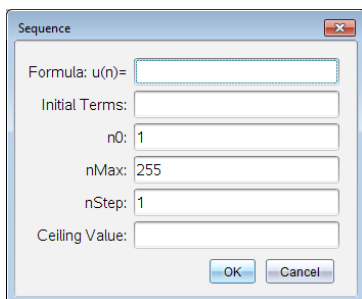 Sequence
Formula: u(n)=
Initial Terms:
n0: 1
nMax: 255
nStep: 1
Ceiling Value:
OK Cancel